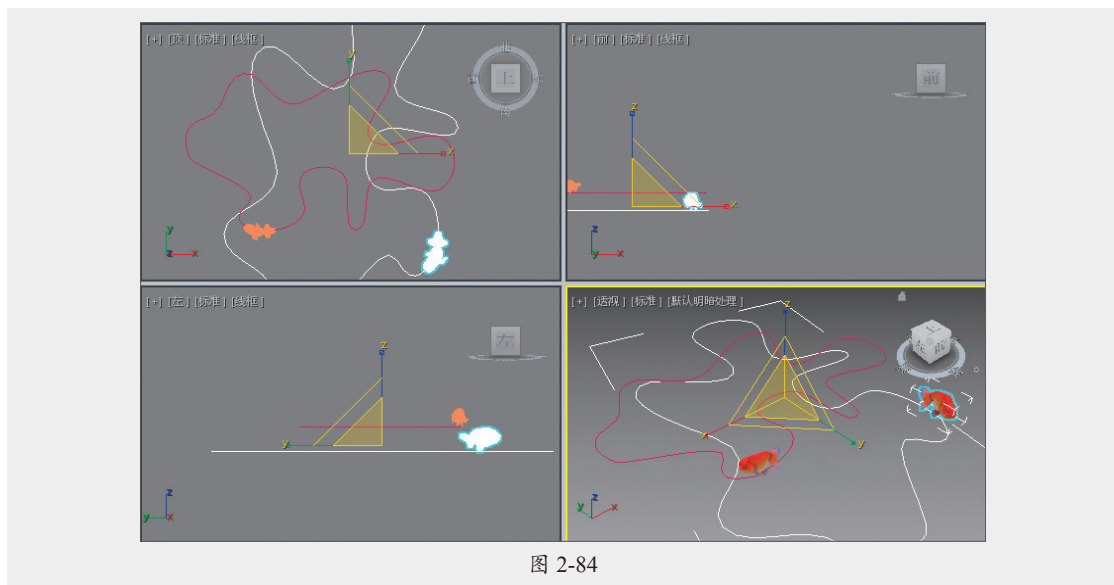 [+] [顶] [标准] [线框]
[+] [前] [标准] [线框]
上
前
y
x
z
x
y
z
x
z
y
x
[+] [左] [标准] [线框]
[+] [透视] [标准] [默认明暗处理]
左
z
y
z
y
x
z
x
y
z
y
x
图 2-84